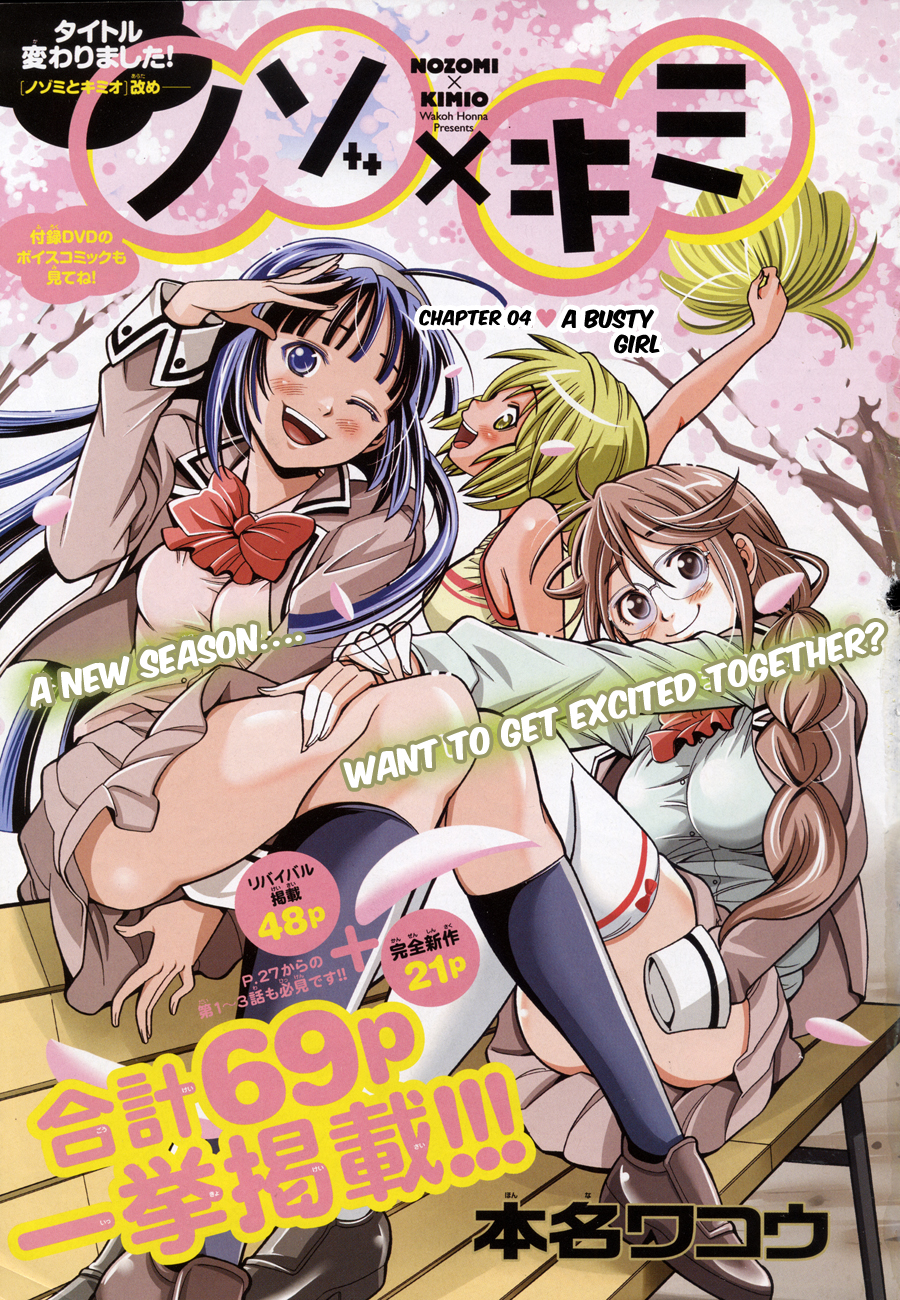 タイトル
変わりました!
[ノゾミとキミオ]改め——
ノゾ×キミ
NOZOMI
×
KIMIO
Wakoh Honna
Presents
付録DVDの
ボイスコミックも
見てね!
CHAPTER 04 ♥ A BUSTY
GIRL
A NEW SEASON....
WANT TO GET EXCITED TOGETHER?
リバイバル
掲載
48p
+
完全新作
21p
P.27からの
第1〜3話も必見です!!
合計69p
一挙掲載!!!
本名ワコウ